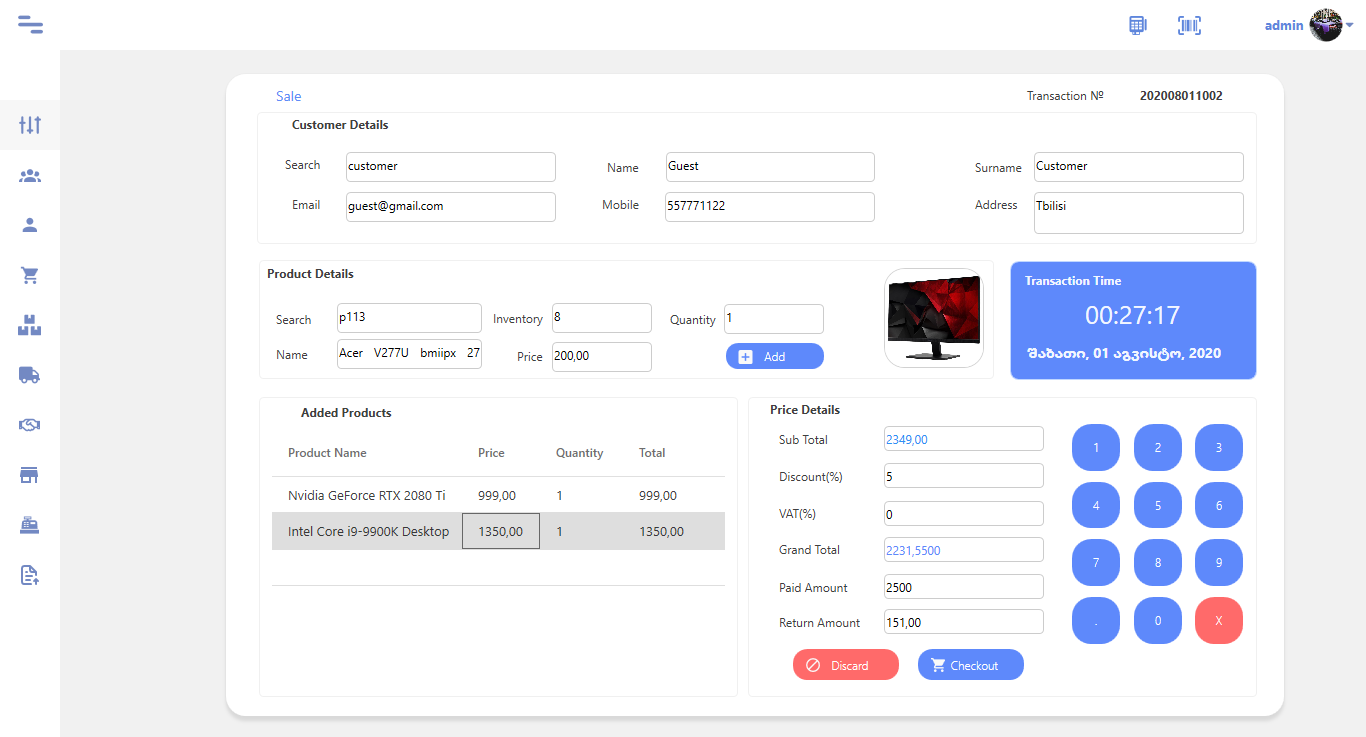 admin
Sale
Transaction № 202008011002
Customer Details
Search customer Name Guest Surname Customer
Email guest@gmail.com Mobile 557771122 Address Tbilisi
Product Details
Search p113 Inventory 8 Quantity 1
Name Acer V277U bmiipx 27 Price 200,00 Add
Transaction Time
00:27:17
შაბათი, 01 აგვისტო, 2020
Added Products
Product Name Price Quantity Total
Nvidia GeForce RTX 2080 Ti 999,00 1 999,00
Intel Core i9-9900K Desktop 1350,00 1 1350,00
Price Details
Sub Total 2349,00
Discount(%) 5
VAT(%) 0
Grand Total 2231,5500
Paid Amount 2500
Return Amount 151,00
Discard Checkout
1 2 3
4 5 6
7 8 9
. 0 X